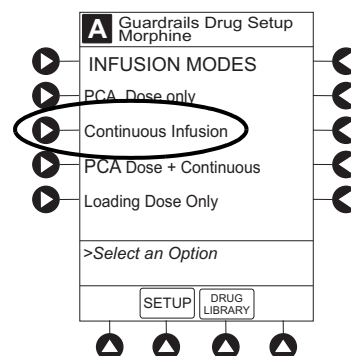 A Guardrails Drug Setup
Morphine
INFUSION MODES
PCA Dose only
Continuous Infusion
PCA Dose + Continuous
Loading Dose Only
>Select an Option
SETUP DRUG
LIBRARY